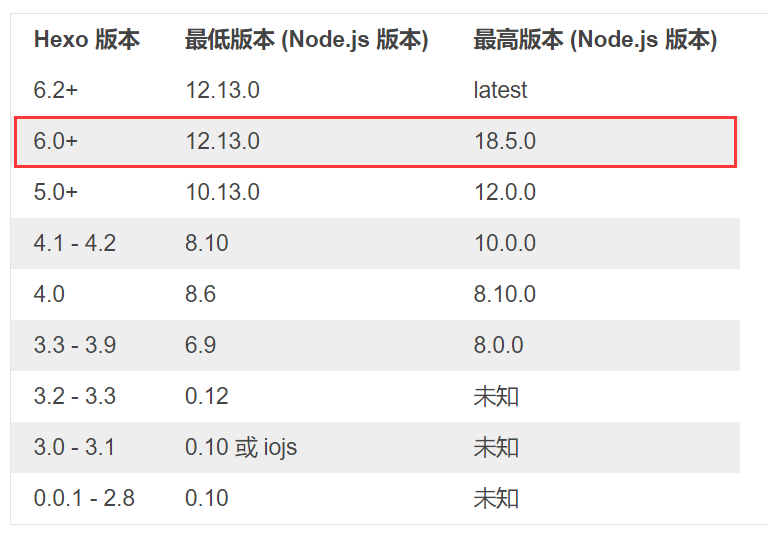 Hexo 版本 最低版本 (Node.js 版本) 最高版本 (Node.js 版本)
6.2+ 12.13.0 latest
6.0+ 12.13.0 18.5.0
5.0+ 10.13.0 12.0.0
4.1 - 4.2 8.10 10.0.0
4.0 8.6 8.10.0
3.3 - 3.9 6.9 8.0.0
3.2 - 3.3 0.12 未知
3.0 - 3.1 0.10 或 iojs 未知
0.0.1 - 2.8 0.10 未知